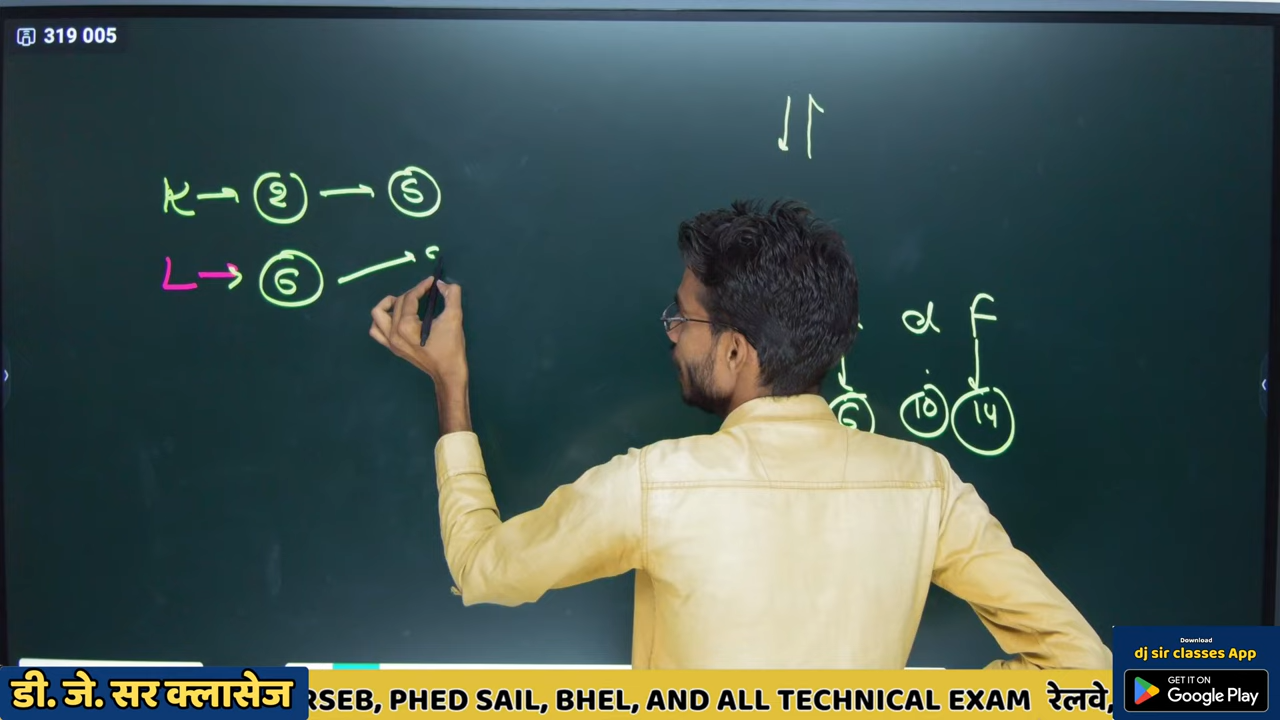 319 005
K → 2 → 5
L → 6 →
d F
6 10 14
Download
dj sir classes App
GET IT ON
Google Play
डी. जे. सर क्लासेज
RSEB, PHED SAIL, BHEL, AND ALL TECHNICAL EXAM रेलवे,